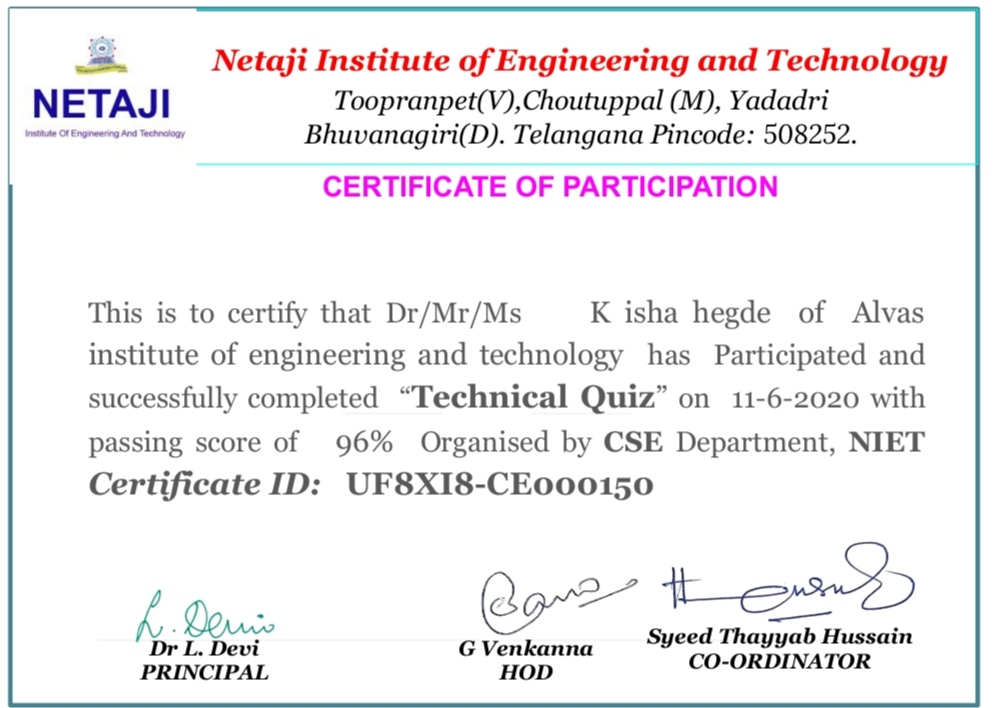 NETAJI
Institute Of Engineering And Technology
Netaji Institute of Engineering and Technology
Toopranpet(V),Choutuppal (M), Yadadri
Bhuvanagiri(D). Telangana Pincode: 508252.
CERTIFICATE OF PARTICIPATION
This is to certify that Dr/Mr/Ms K isha hegde of Alvas
institute of engineering and technology has Participated and
successfully completed “Technical Quiz” on 11-6-2020 with
passing score of 96% Organised by CSE Department, NIET
Certificate ID: UF8XI8-CE000150
Dr L. Devi
PRINCIPAL
G Venkanna
HOD
Syeed Thayyab Hussain
CO-ORDINATOR